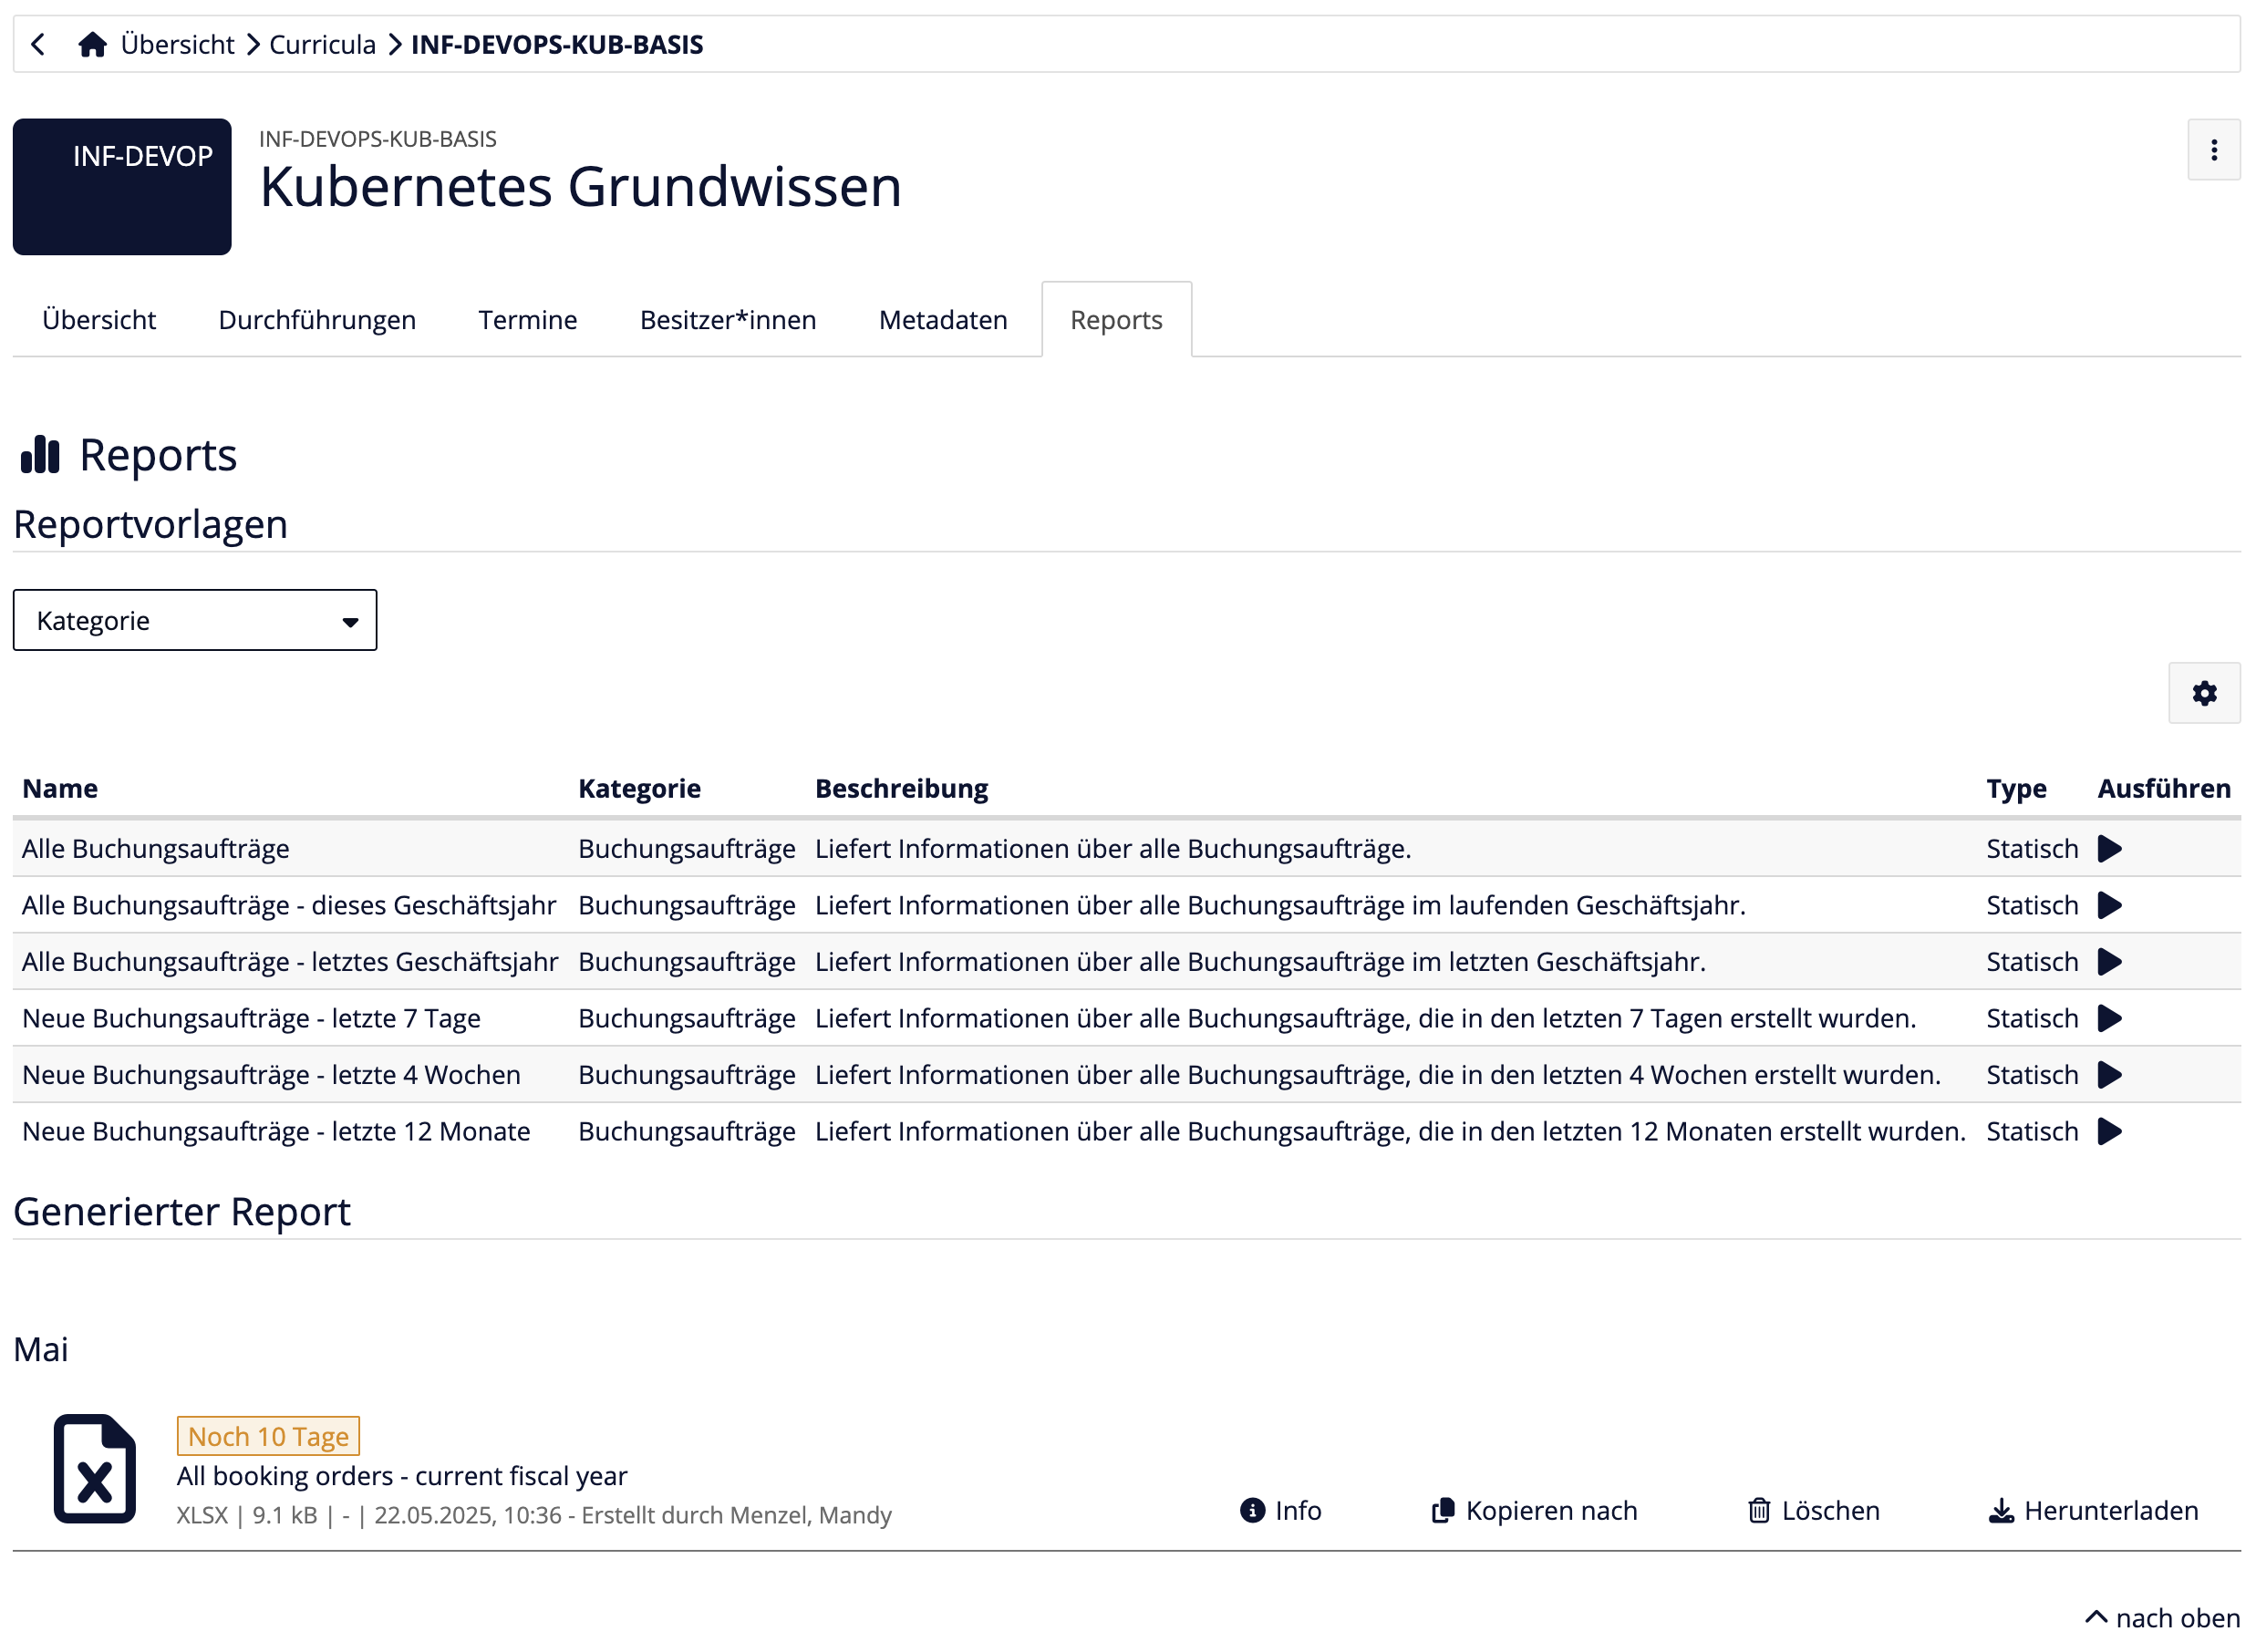 Übersicht Curricula INF-DEVOPS-KUB-BASIS
INF-DEVOP
INF-DEVOPS-KUB-BASIS
Kubernetes Grundwissen
Übersicht Durchführungen Termine Besitzer*innen Metadaten Reports
Reports
Reportvorlagen
Kategorie
Name Kategorie Beschreibung Type Ausführen
Alle Buchungsaufträge Buchungsaufträge Liefert Informationen über alle Buchungsaufträge. Statisch
Alle Buchungsaufträge - dieses Geschäftsjahr Buchungsaufträge Liefert Informationen über alle Buchungsaufträge im laufenden Geschäftsjahr. Statisch
Alle Buchungsaufträge - letztes Geschäftsjahr Buchungsaufträge Liefert Informationen über alle Buchungsaufträge im letzten Geschäftsjahr. Statisch
Neue Buchungsaufträge - letzte 7 Tage Buchungsaufträge Liefert Informationen über alle Buchungsaufträge, die in den letzten 7 Tagen erstellt wurden. Statisch
Neue Buchungsaufträge - letzte 4 Wochen Buchungsaufträge Liefert Informationen über alle Buchungsaufträge, die in den letzten 4 Wochen erstellt wurden. Statisch
Neue Buchungsaufträge - letzte 12 Monate Buchungsaufträge Liefert Informationen über alle Buchungsaufträge, die in den letzten 12 Monaten erstellt wurden. Statisch
Generierter Report
Mai
Noch 10 Tage
All booking orders - current fiscal year
XLSX | 9.1 kB | - | 22.05.2025, 10:36 - Erstellt durch Menzel, Mandy
Info Kopieren nach Löschen Herunterladen
nach oben